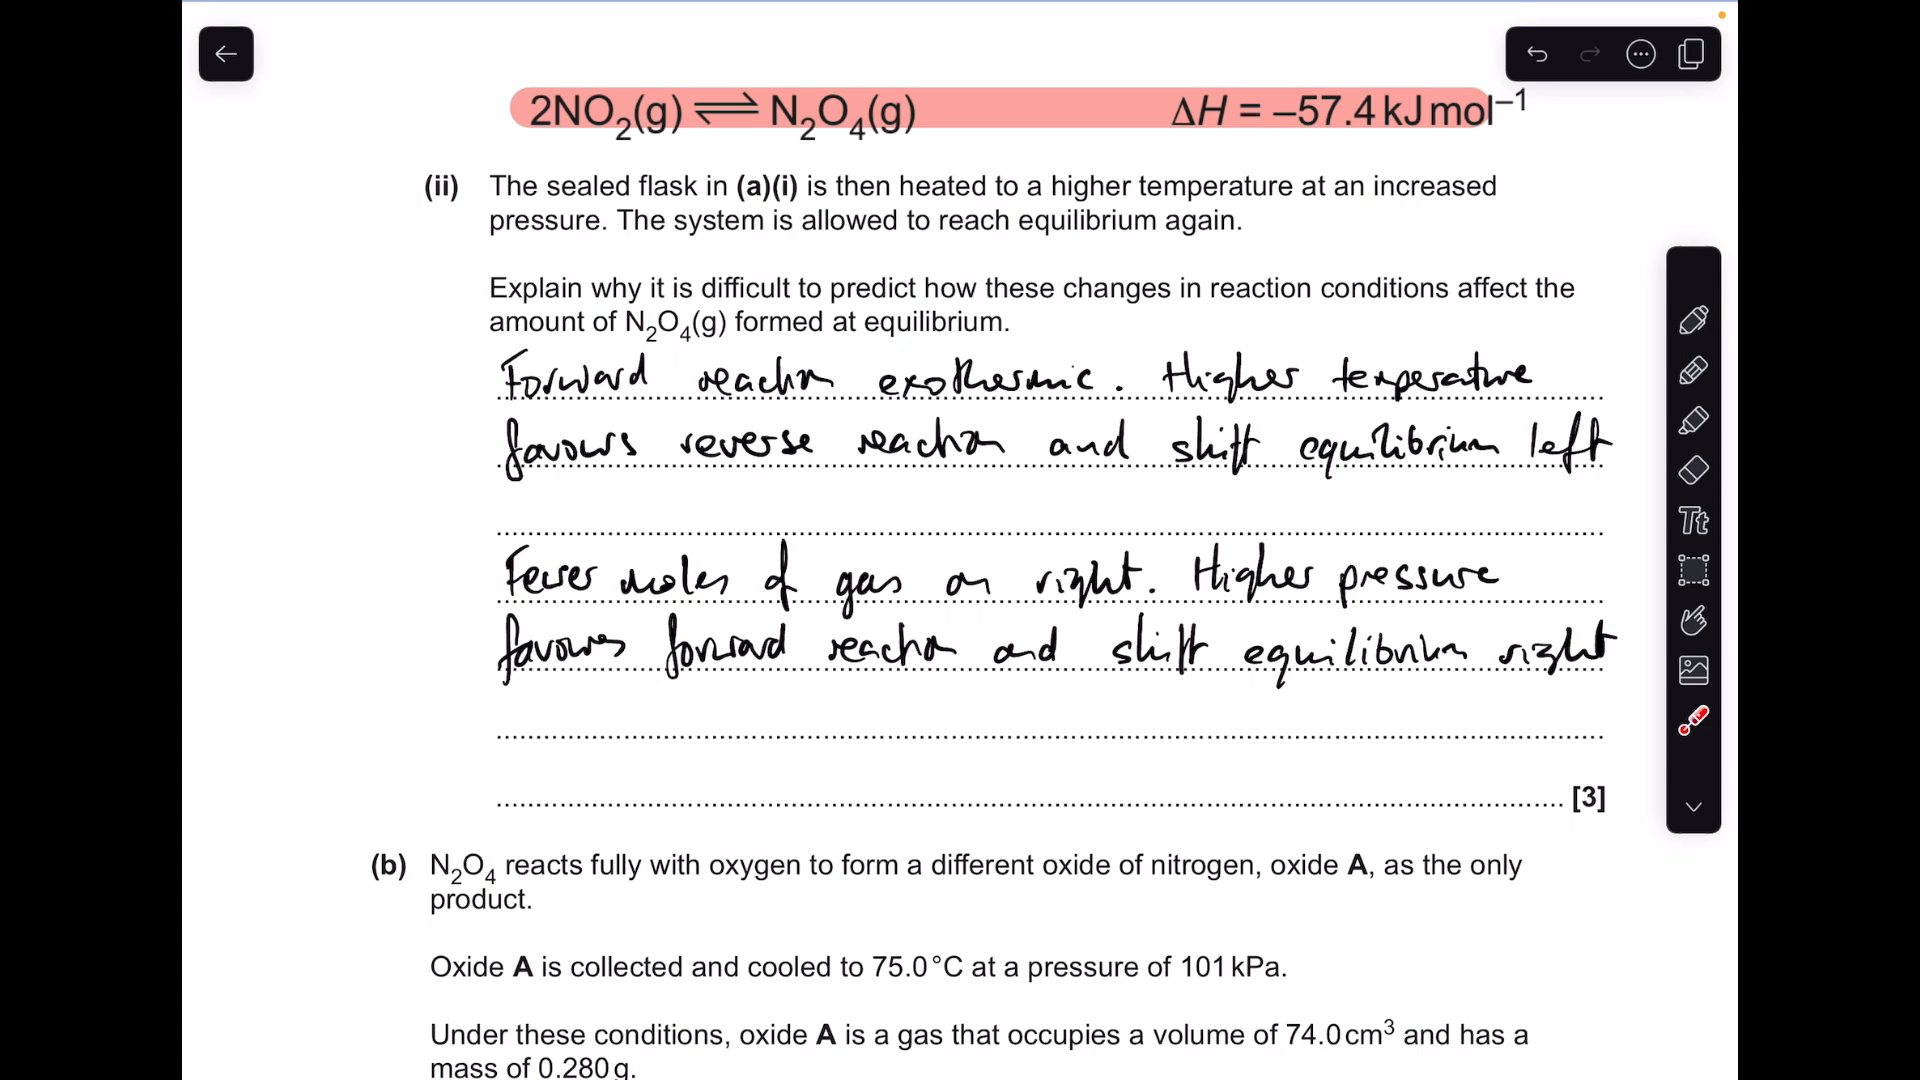 2NO₂(g) ⇌ N₂O₄(g) ΔH = –57.4 kJ mol⁻¹
(ii) The sealed flask in (a)(i) is then heated to a higher temperature at an increased
pressure. The system is allowed to reach equilibrium again.
Explain why it is difficult to predict how these changes in reaction conditions affect the
amount of N₂O₄(g) formed at equilibrium.
Forward reaction exothermic. Higher temperature
favours reverse reaction and shift equilibrium left
Fewer moles of gas on right. Higher pressure
favours forward reaction and shift equilibrium right
[3]
(b) N₂O₄ reacts fully with oxygen to form a different oxide of nitrogen, oxide A, as the only
product.
Oxide A is collected and cooled to 75.0 °C at a pressure of 101 kPa.
Under these conditions, oxide A is a gas that occupies a volume of 74.0 cm³ and has a
mass of 0.280 g.
Tt